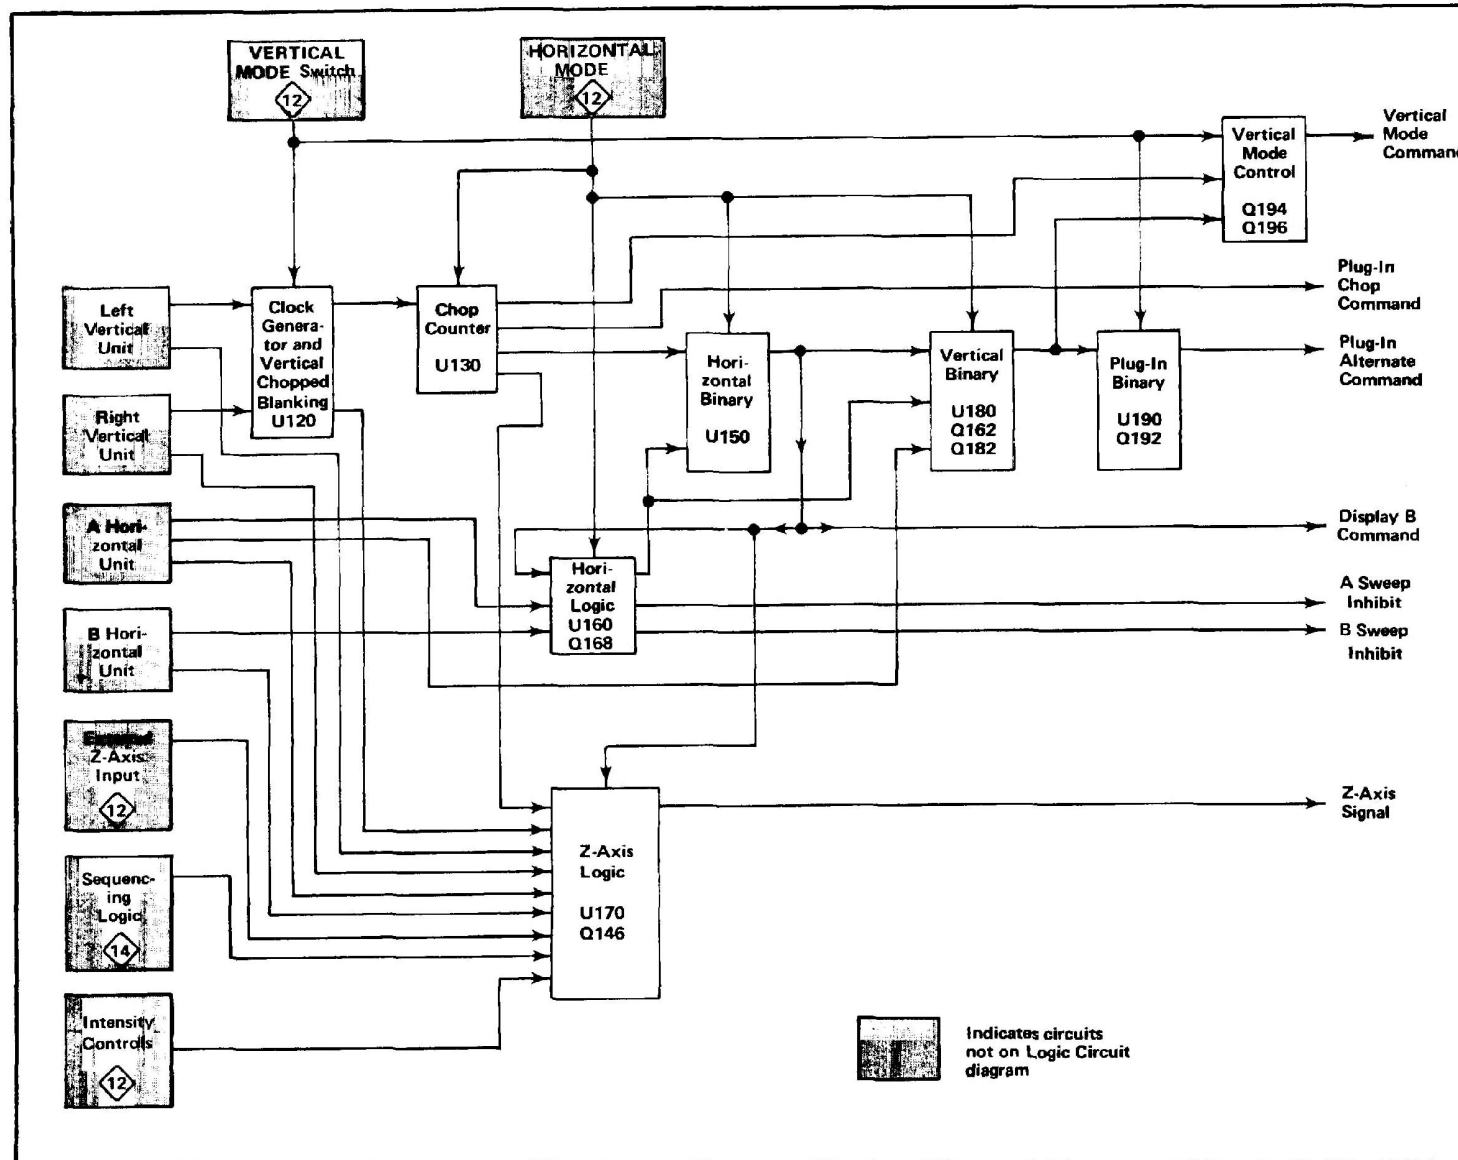 VERTICAL
MODE Switch
12
HORIZONTAL
MODE
12
Vertical
Mode
Control
Q194
Q196
Vertical
Mode
Command
Left
Vertical
Unit
Clock
Genera-
tor and
Vertical
Chopped
Blanking
U120
Chop
Counter
U130
Plug-In
Chop
Command
Right
Vertical
Unit
Hori-
zontal
Binary
U150
Vertical
Binary
U180
Q162
Q182
Plug-In
Binary
U190
Q192
Plug-In
Alternate
Command
A Hori-
zontal
Unit
Display B
Command
B Hori-
zontal
Unit
Hori-
zontal
Logic
U160
Q168
A Sweep
Inhibit
B Sweep
Inhibit
Z-Axis
Input
12
Z-Axis
Logic
U170
Q146
Z-Axis
Signal
Sequenc-
ing
Logic
14
Intensity
Controls
12
Indicates circuits
not on Logic Circuit
diagram